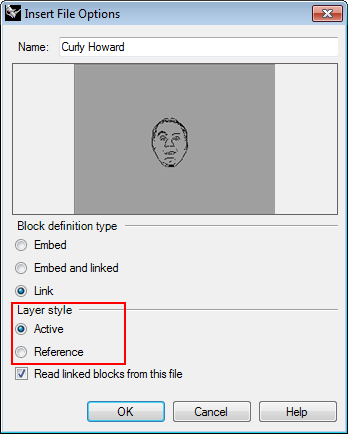 Insert File Options
Name: Curly Howard
Block definition type
Embed
Embed and linked
Link
Layer style
Active
Reference
Read linked blocks from this file
OK Cancel Help